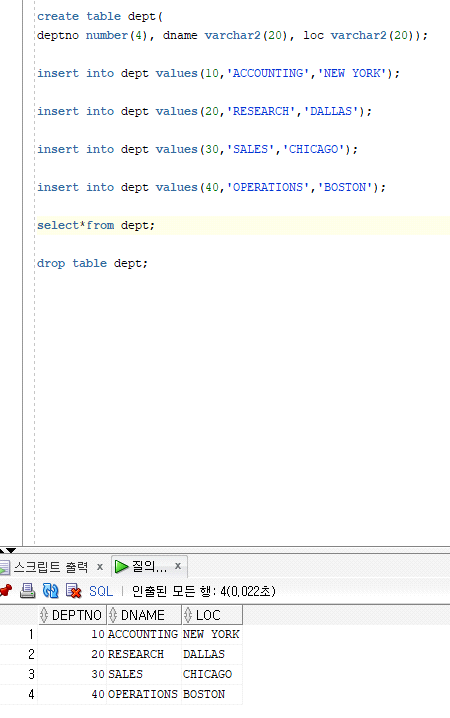 create table dept(
deptno number(4), dname varchar2(20), loc varchar2(20));
insert into dept values(10,'ACCOUNTING','NEW YORK');
insert into dept values(20,'RESEARCH','DALLAS');
insert into dept values(30,'SALES','CHICAGO');
insert into dept values(40,'OPERATIONS','BOSTON');
select*from dept;
drop table dept;
스크립트 출력 x 질의... x
SQL | 인출된 모든 행: 4(0,022초)
DEPTNO DNAME LOC
1 10 ACCOUNTING NEW YORK
2 20 RESEARCH DALLAS
3 30 SALES CHICAGO
4 40 OPERATIONS BOSTON